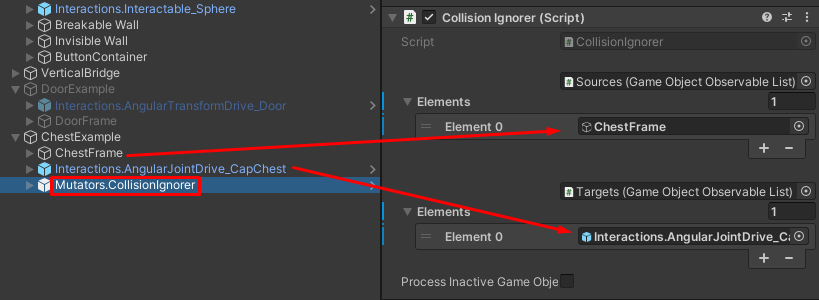 Interactions.Interactable_Sphere
Breakable Wall
Invisible Wall
ButtonContainer
VerticalBridge
DoorExample
Interactions.AngularTransformDrive_Door
DoorFrame
ChestExample
ChestFrame
Interactions.AngularJointDrive_CapChest
Mutators.CollisionIgnorer
Collision Ignorer (Script)
Script
CollisionIgnorer
Sources (Game Object Observable List)
Elements 1
Element 0 ChestFrame
Targets (Game Object Observable List)
Elements 1
Element 0 Interactions.AngularJointDrive_Ca
Process Inactive Game Obje